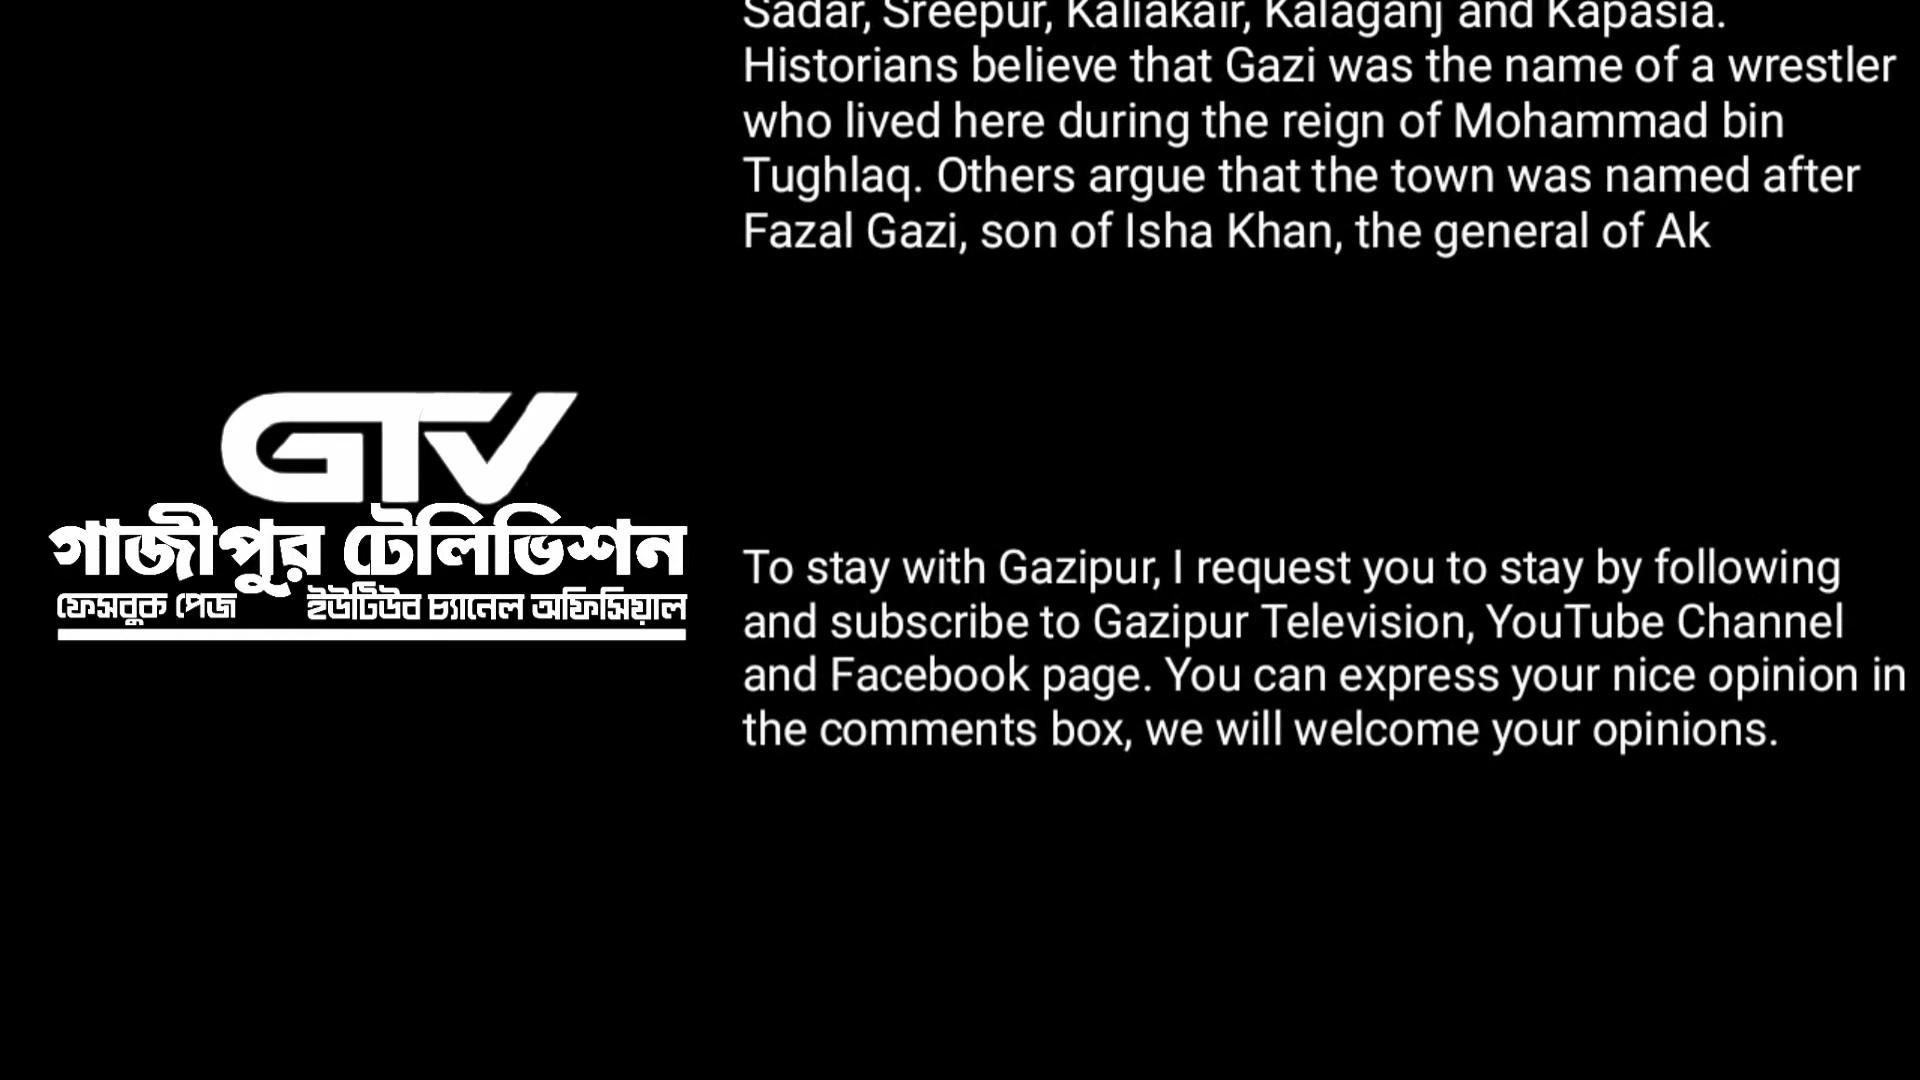 Sadar, Sreepur, Kaliakair, Kalaganj and Kapasia.
Historians believe that Gazi was the name of a wrestler
who lived here during the reign of Mohammad bin
Tughlaq. Others argue that the town was named after
Fazal Gazi, son of Isha Khan, the general of Ak
GTV
গাজীপুর টেলিভিশন
ফেসবুক পেজ ইউটিউব চ্যানেল অফিসিয়াল
To stay with Gazipur, I request you to stay by following
and subscribe to Gazipur Television, YouTube Channel
and Facebook page. You can express your nice opinion in
the comments box, we will welcome your opinions.